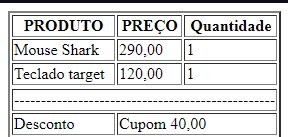 PRODUTO PREÇO Quantidade
Mouse Shark 290,00 1
Teclado target 120,00 1
--------------------------------------------
Desconto Cupom 40,00